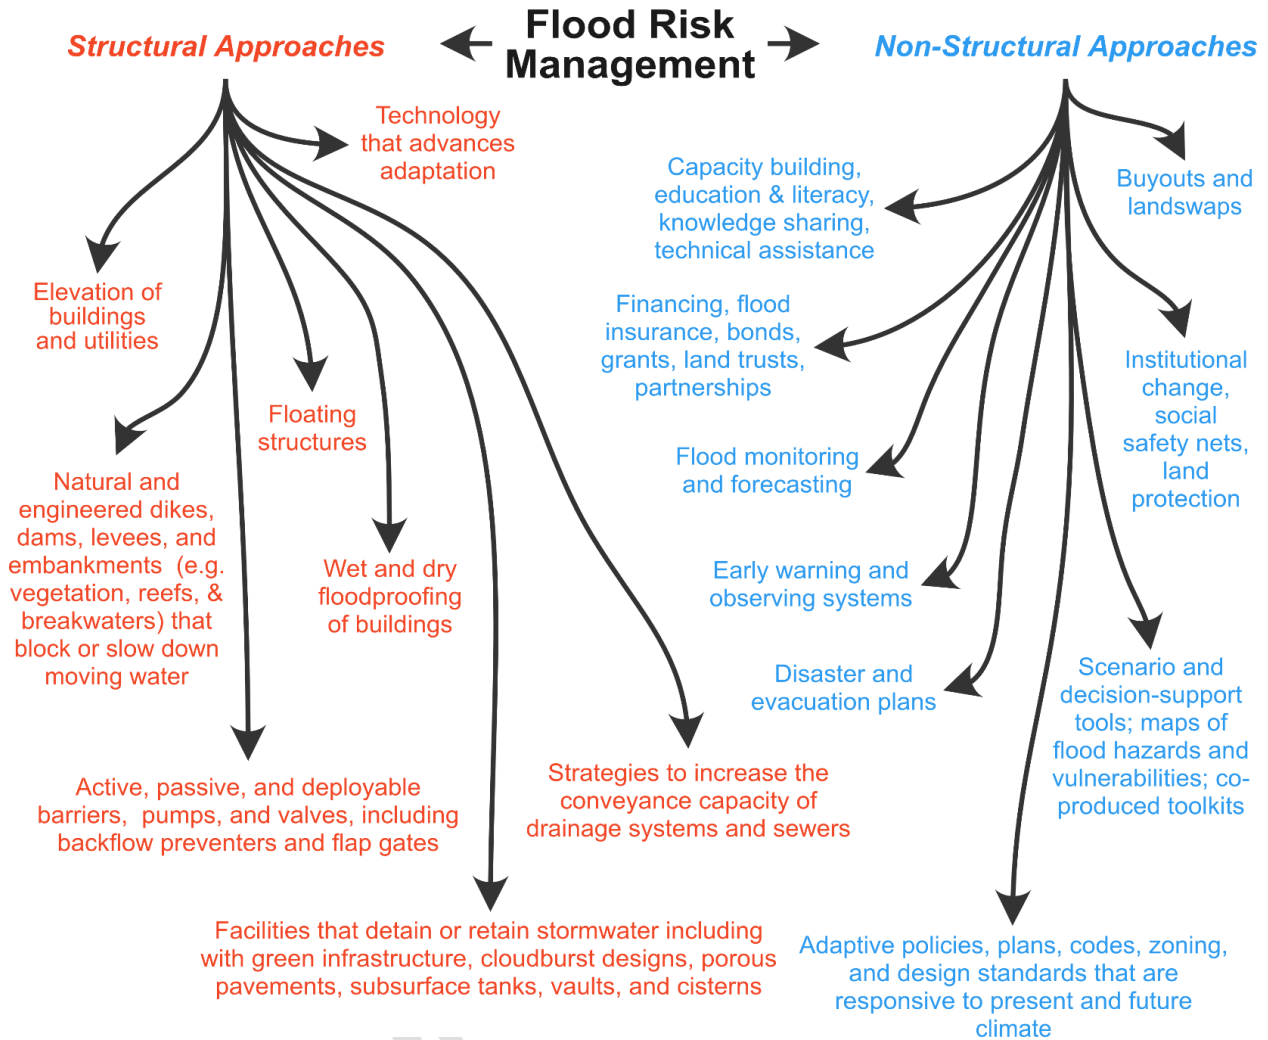 Flood Risk
Management
Structural Approaches
Technology
that advances
adaptation
Elevation of
buildings
and utilities
Floating
structures
Natural and
engineered dikes,
dams, levees, and
embankments (e.g.
vegetation, reefs, &
breakwaters) that
block or slow down
moving water
Wet and dry
floodproofing
of buildings
Active, passive, and deployable
barriers, pumps, and valves, including
backflow preventers and flap gates
Strategies to increase the
conveyance capacity of
drainage systems and sewers
Facilities that detain or retain stormwater including
with green infrastructure, cloudburst designs, porous
pavements, subsurface tanks, vaults, and cisterns
Non-Structural Approaches
Buyouts and
landswaps
Capacity building,
education & literacy,
knowledge sharing,
technical assistance
Financing, flood
insurance, bonds,
grants, land trusts,
partnerships
Institutional
change,
social
safety nets,
land
protection
Flood monitoring
and forecasting
Early warning and
observing systems
Disaster and
evacuation plans
Scenario and
decision-support
tools; maps of
flood hazards and
vulnerabilities; co-
produced toolkits
Adaptive policies, plans, codes, zoning,
and design standards that are
responsive to present and future
climate